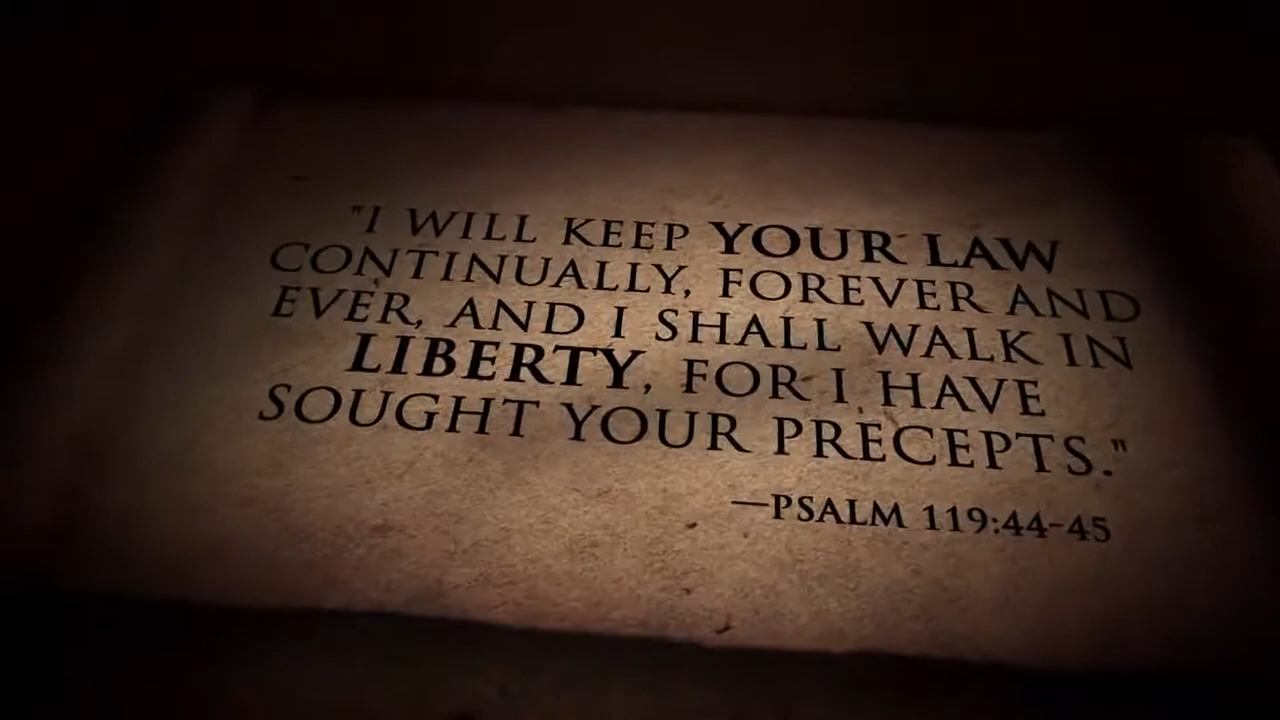 "I WILL KEEP YOUR LAW
CONTINUALLY, FOREVER AND
EVER, AND I SHALL WALK IN
LIBERTY, FOR I HAVE
SOUGHT YOUR PRECEPTS."
—PSALM 119:44-45